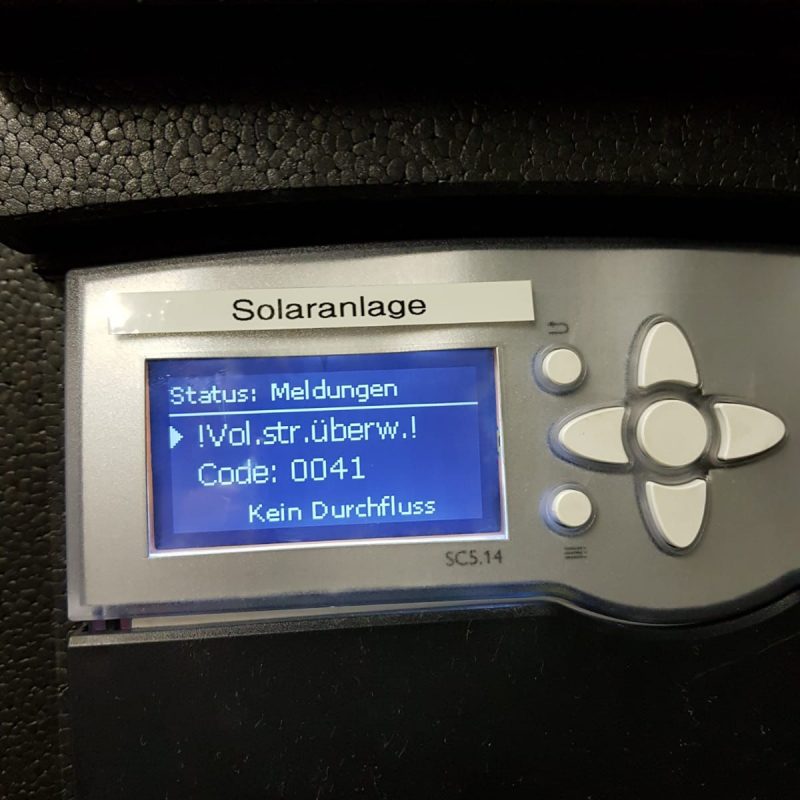 Solaranlage
Status: Meldungen
!Vol.str.überw.!
Code: 0041
Kein Durchfluss
SC5.14